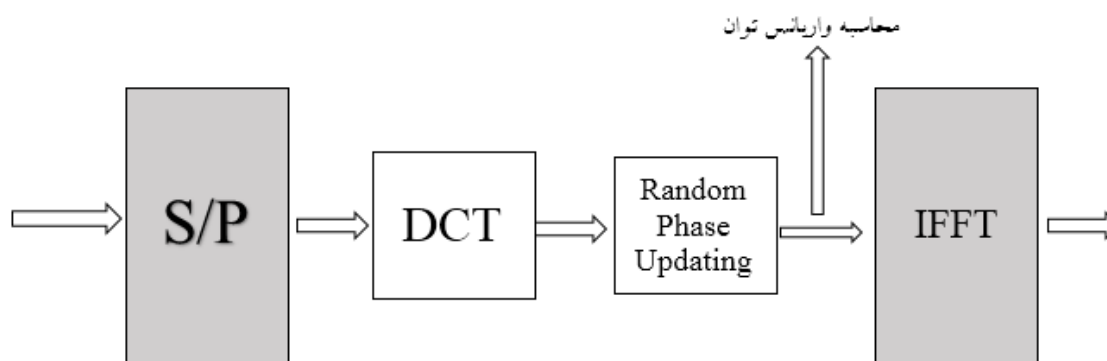 محاسبه واریانس توان
S/P
DCT
Random
Phase
Updating
IFFT